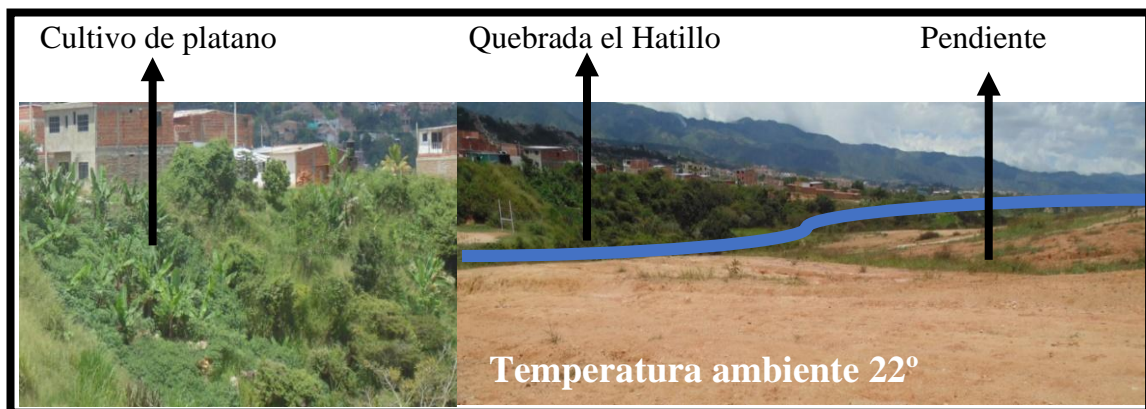 Cultivo de platano
Quebrada el Hatillo
Pendiente
Temperatura ambiente 22º